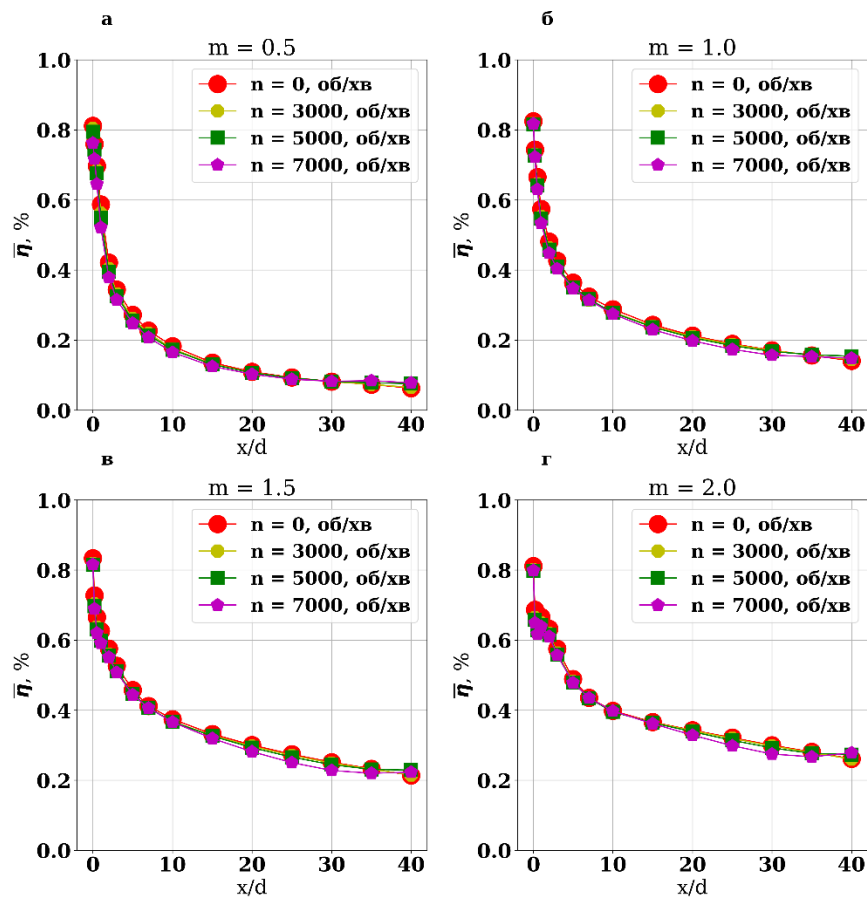 а
m = 0.5
n = 0, об/хв
n = 3000, об/хв
n = 5000, об/хв
n = 7000, об/хв
1.0
0.8
0.6
0.4
0.2
0.0
η̅, %
0 10 20 30 40
x/d
б
m = 1.0
n = 0, об/хв
n = 3000, об/хв
n = 5000, об/хв
n = 7000, об/хв
1.0
0.8
0.6
0.4
0.2
0.0
η̅, %
0 10 20 30 40
x/d
в
m = 1.5
n = 0, об/хв
n = 3000, об/хв
n = 5000, об/хв
n = 7000, об/хв
1.0
0.8
0.6
0.4
0.2
0.0
η̅, %
0 10 20 30 40
x/d
г
m = 2.0
n = 0, об/хв
n = 3000, об/хв
n = 5000, об/хв
n = 7000, об/хв
1.0
0.8
0.6
0.4
0.2
0.0
η̅, %
0 10 20 30 40
x/d